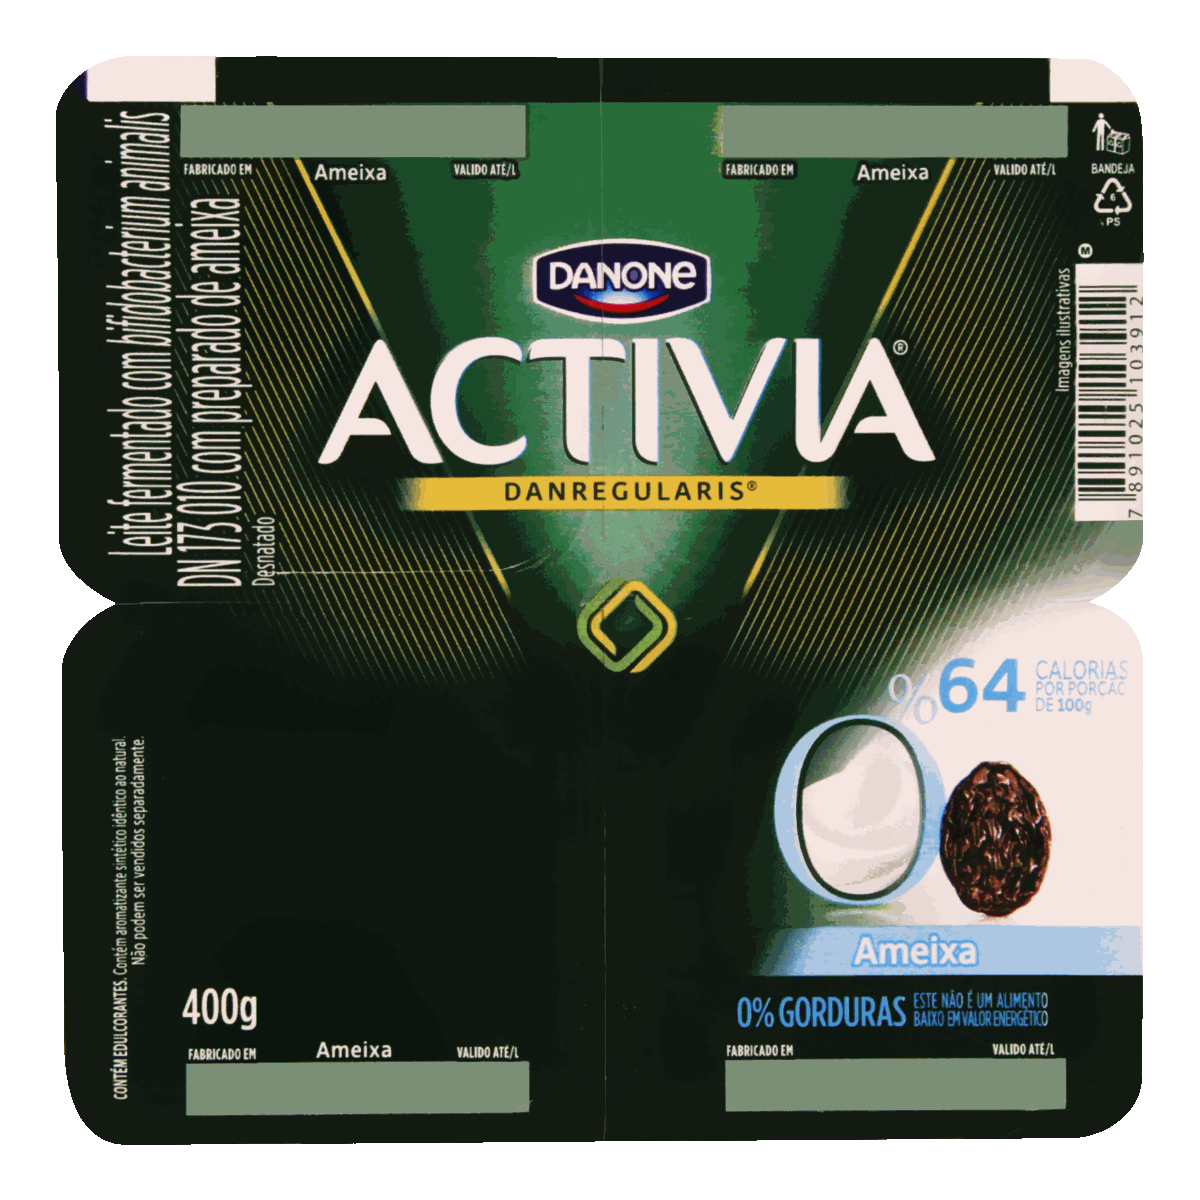 FABRICADO EM Ameixa VALIDO ATÉ/L
FABRICADO EM Ameixa VALIDO ATÉ/L
BANDEJA
6
PS
Leite fermentado com bifidobacterium animalis
DN 173 010 com preparado de ameixa
Desnatado
DANONE
ACTIVIA®
DANREGULARIS®
M
Imagens ilustrativas
7 891025 103912
% 64 CALORIAS
POR PORCAC
DE 100g
0
Ameixa
0% GORDURAS ESTE NÃO É UM ALIMENTO
BAIXO EM VALOR ENERGÉTICO
CONTÉM EDULCORANTES. Contém aromatizante sintético idêntico ao natural.
Não podem ser vendidos separadamente.
400g
FABRICADO EM Ameixa VALIDO ATÉ/L
FABRICADO EM VALIDO ATÉ/L